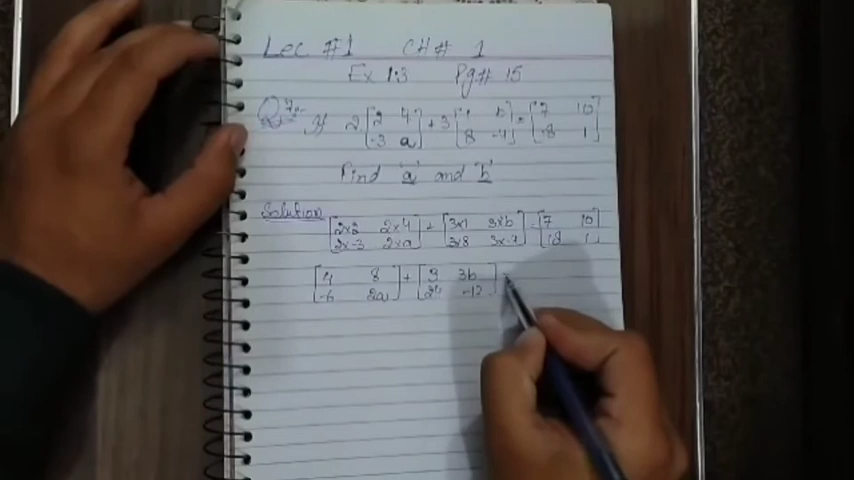 Lec #1 CH# 1
Ex 1.3 Pg# 15
Q7:- If 2 [2 4] + 3 [1 b] = [7 10]
[-3 a] [8 -4] [18 1]
Find 'a' and 'b'
Solution [2x2 2x4] + [3x1 3xb] = [7 10]
[2x-3 2xa] [3x8 3x-4] [18 1]
[4 8] + [3 3b]
[-6 2a] [24 -12]